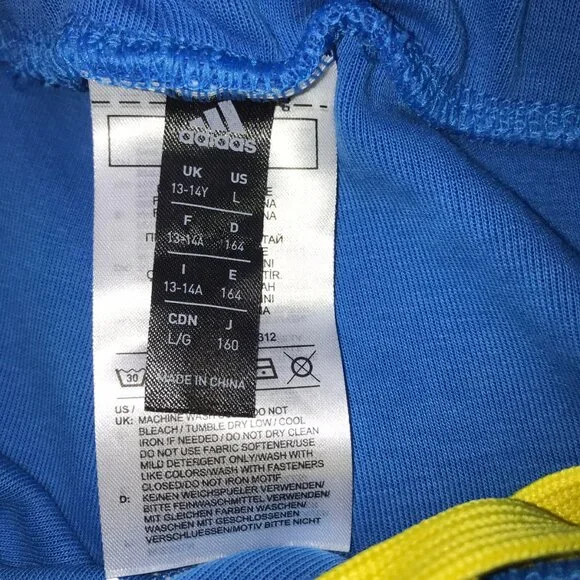 adidas
UK US
13-14Y L
F D
13-14A 164
I E
13-14A 164
CDN J
L/G 160
MADE IN CHINA
312
30
US /
UK: MACHINE WASH DO NOT
BLEACH / TUMBLE DRY LOW / COOL
IRON IF NEEDED / DO NOT DRY CLEAN
DO NOT USE FABRIC SOFTENER/USE
MILD DETERGENT ONLY/WASH WITH
LIKE COLORS/WASH WITH FASTENERS
CLOSED/DO NOT IRON MOTIF
D: KEINEN WEICHSPUELER VERWENDEN/
BITTE FEINWASCHMITTEL VERWENDEN/
MIT GLEICHEN FARBEN WASCHEN/
WASCHEN MIT GESCHLOSSENEN
VERSCHLUESSEN/MOTIV BITTE NICHT